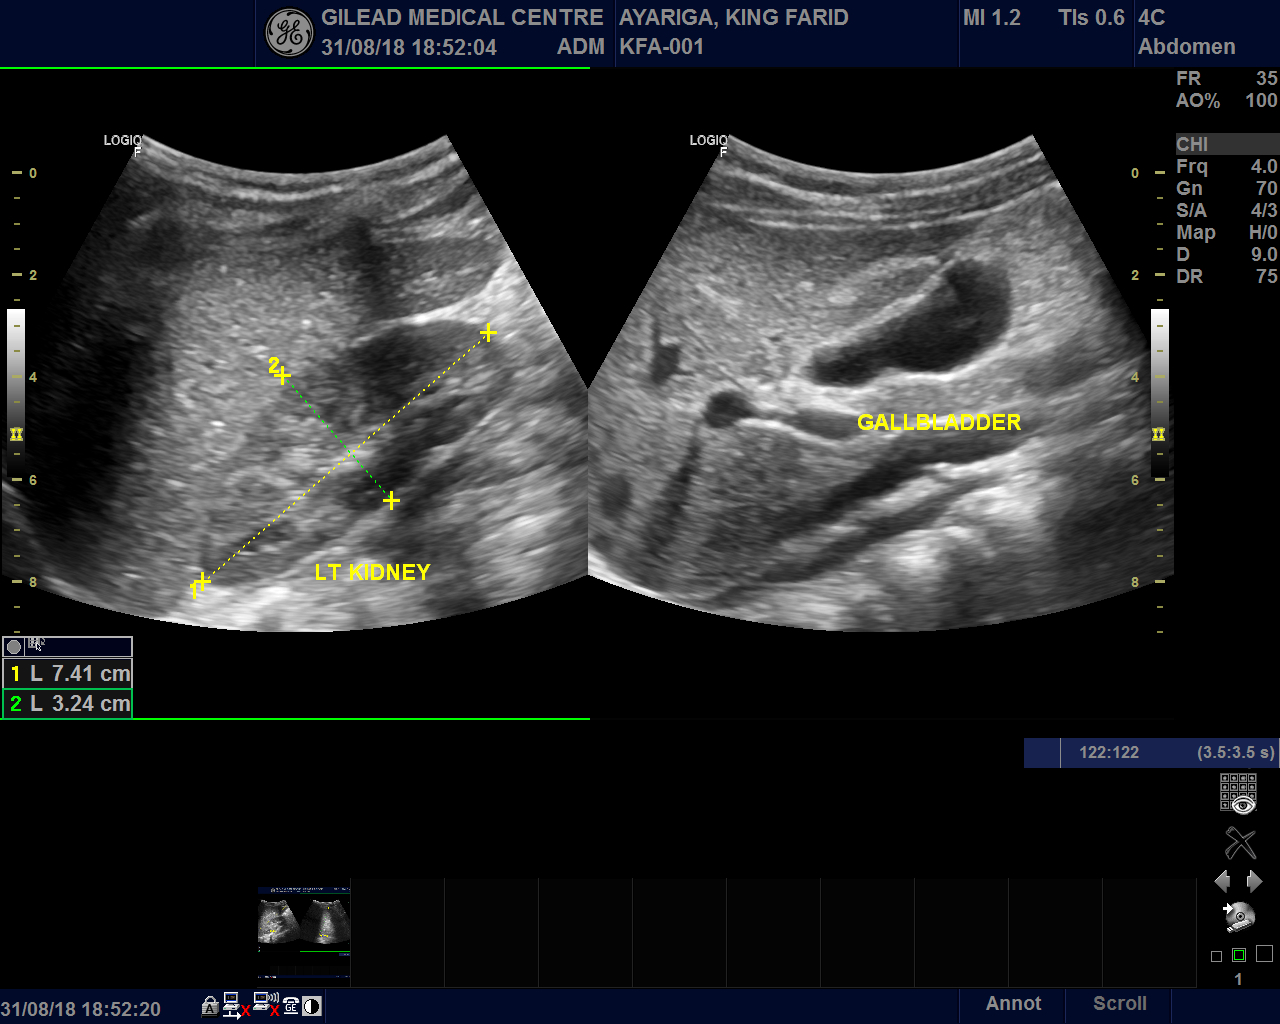 GILEAD MEDICAL CENTRE
31/08/18 18:52:04 ADM
AYARIGA, KING FARID
KFA-001
MI 1.2 TIs 0.6
4C
Abdomen
FR 35
AO% 100
CHI
Frq 4.0
Gn 70
S/A 4/3
Map H/0
D 9.0
DR 75
LOGIQ
F
0
2
4
6
8
2
1
LT KIDNEY
LOGIQ
F
0
2
4
6
8
GALLBLADDER
1 L 7.41 cm
2 L 3.24 cm
122:122 (3.5:3.5 s)
1
31/08/18 18:52:20
A
GE
Annot
Scroll